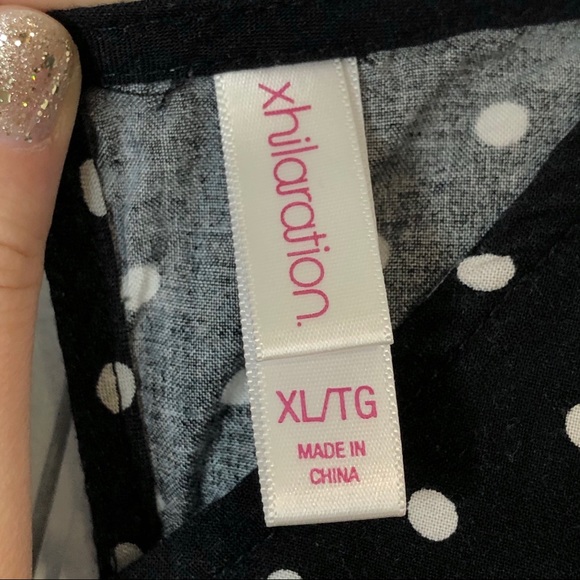 xhilaration.
XL/TG
MADE IN
CHINA